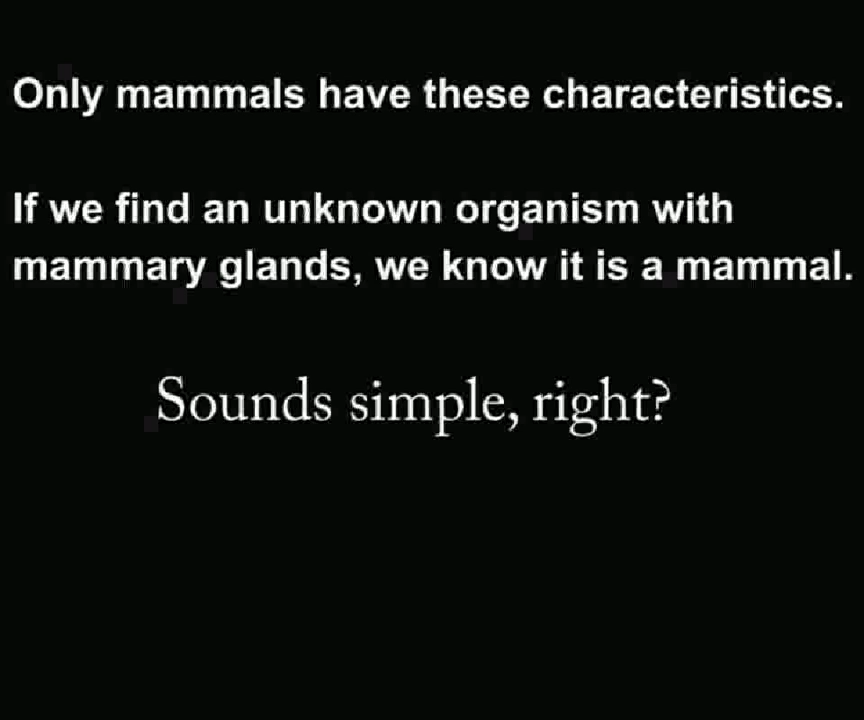 Only mammals have these characteristics.
If we find an unknown organism with
mammary glands, we know it is a mammal.
Sounds simple, right?